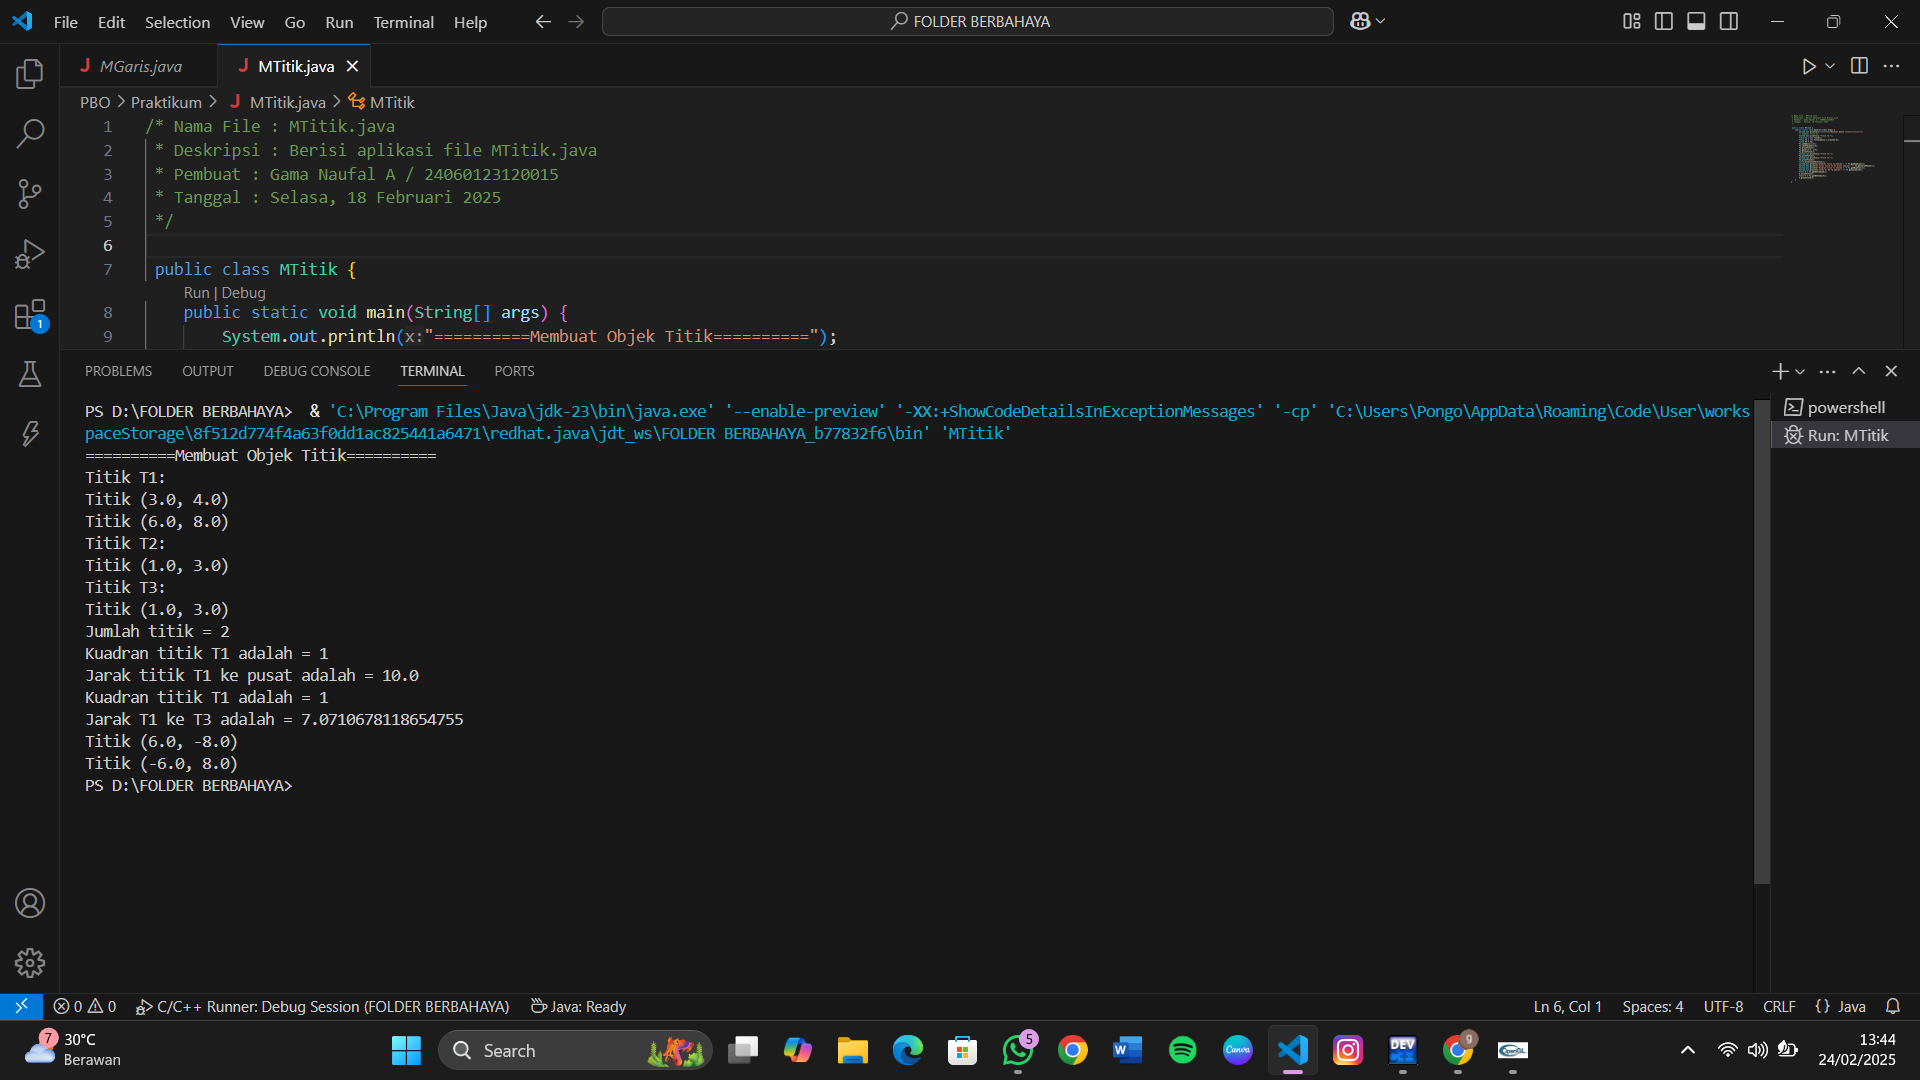 File Edit Selection View Go Run Terminal Help
FOLDER BERBAHAYA
MGaris.java
MTitik.java
PBO > Praktikum > J MTitik.java > MTitik
1 /* Nama File : MTitik.java
2 * Deskripsi : Berisi aplikasi file MTitik.java
3 * Pembuat : Gama Naufal A / 24060123120015
4 * Tanggal : Selasa, 18 Februari 2025
5 */
6
7 public class MTitik {
Run | Debug
8 public static void main(String[] args) {
9 System.out.println(x:"==========Membuat Objek Titik==========");
PROBLEMS OUTPUT DEBUG CONSOLE TERMINAL PORTS
PS D:\FOLDER BERBAHAYA>  & 'C:\Program Files\Java\jdk-23\bin\java.exe' '--enable-preview' '-XX:+ShowCodeDetailsInExceptionMessages' '-cp' 'C:\Users\Pongo\AppData\Roaming\Code\User\works
paceStorage\8f512d774f4a63f0dd1ac825441a6471\redhat.java\jdt_ws\FOLDER BERBAHAYA_b77832f6\bin' 'MTitik'
==========Membuat Objek Titik==========
Titik T1:
Titik (3.0, 4.0)
Titik (6.0, 8.0)
Titik T2:
Titik (1.0, 3.0)
Titik T3:
Titik (1.0, 3.0)
Jumlah titik = 2
Kuadran titik T1 adalah = 1
Jarak titik T1 ke pusat adalah = 10.0
Kuadran titik T1 adalah = 1
Jarak T1 ke T3 adalah = 7.0710678118654755
Titik (6.0, -8.0)
Titik (-6.0, 8.0)
PS D:\FOLDER BERBAHAYA>
powershell
Run: MTitik
1
0 0 C/C++ Runner: Debug Session (FOLDER BERBAHAYA) Java: Ready
Ln 6, Col 1 Spaces: 4 UTF-8 CRLF {} Java
7
30°C
Berawan
Search
5
Canva
DEV
g
OpenGL
13:44
24/02/2025